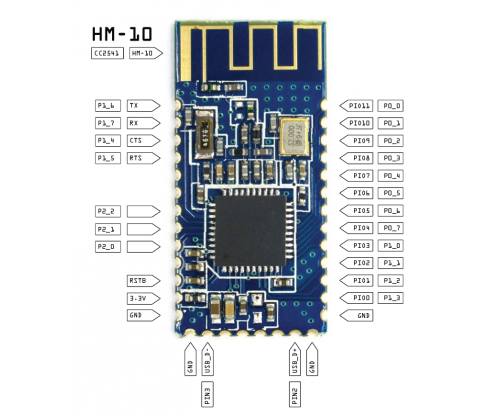 HM-10
CC2541 HM-10
P1_6 TX
P1_7 RX
P1_4 CTS
P1_5 RTS
P2_2
P2_1
P2_0
RSTB
3.3V
GND
PIO11 P0_0
PIO10 P0_1
PIO9 P0_2
PIO8 P0_3
PIO7 P0_4
PIO6 P0_5
PIO5 P0_6
PIO4 P0_7
PIO3 P1_0
PIO2 P1_1
PIO1 P1_2
PIO0 P1_3
GND
GND
USB_D-
PIN3
USB_D+
PIN2
GND